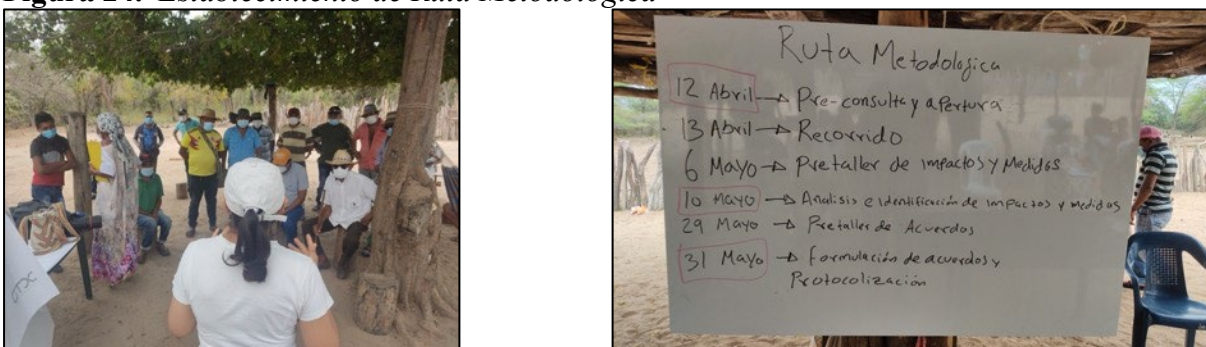 Figura 24. Establecimiento de Ruta Metodológica
Ruta Metodologica
12 Abril → Pre-consulta y apertura
13 Abril → Recorrido
6 Mayo → Pretaller de impactos y Medidas
10 Mayo → Analisis e identificación de impactos y medidas
29 Mayo → Pretaller de Acuerdos
31 Mayo → Formulación de acuerdos y
Protocolización